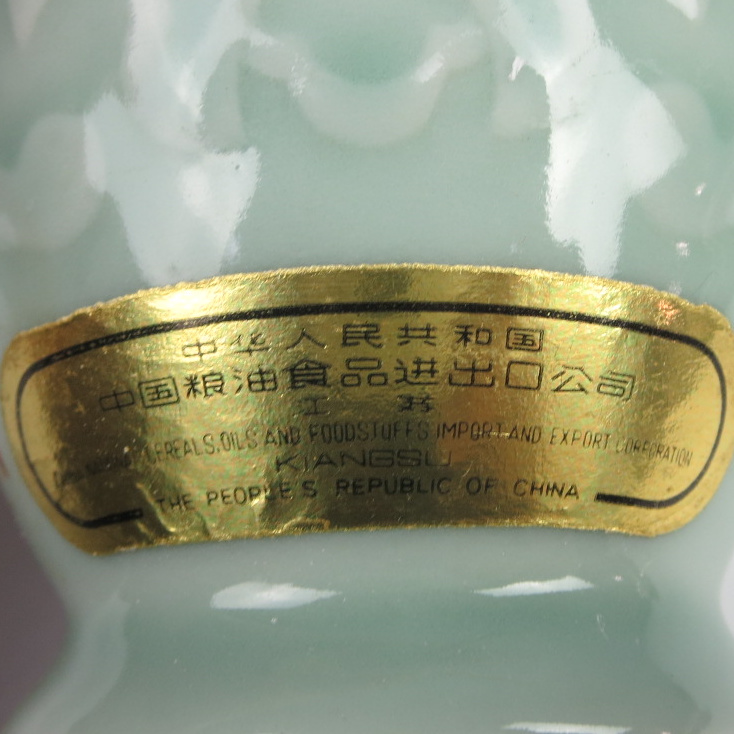 中华人民共和国
中国粮油食品进出口公司
江苏
CEREALS, OILS AND FOODSTUFFS IMPORT AND EXPORT CORPORATION
KIANGSU
THE PEOPLE'S REPUBLIC OF CHINA